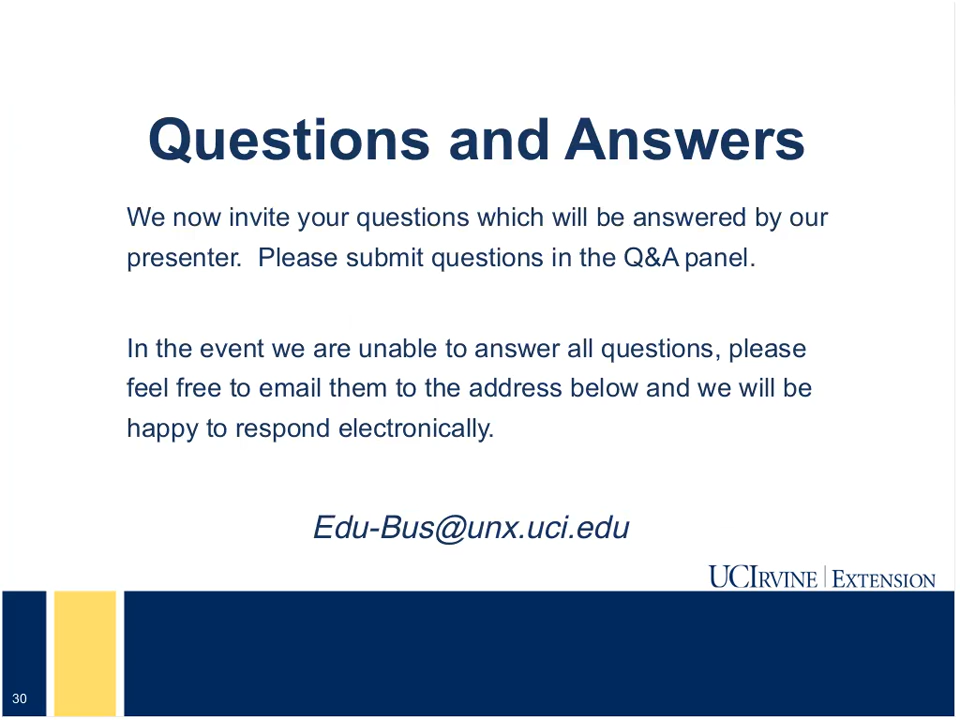 Questions and Answers
We now invite your questions which will be answered by our
presenter.  Please submit questions in the Q&A panel.
In the event we are unable to answer all questions, please
feel free to email them to the address below and we will be
happy to respond electronically.
Edu-Bus@unx.uci.edu
UCIRVINE | EXTENSION
30